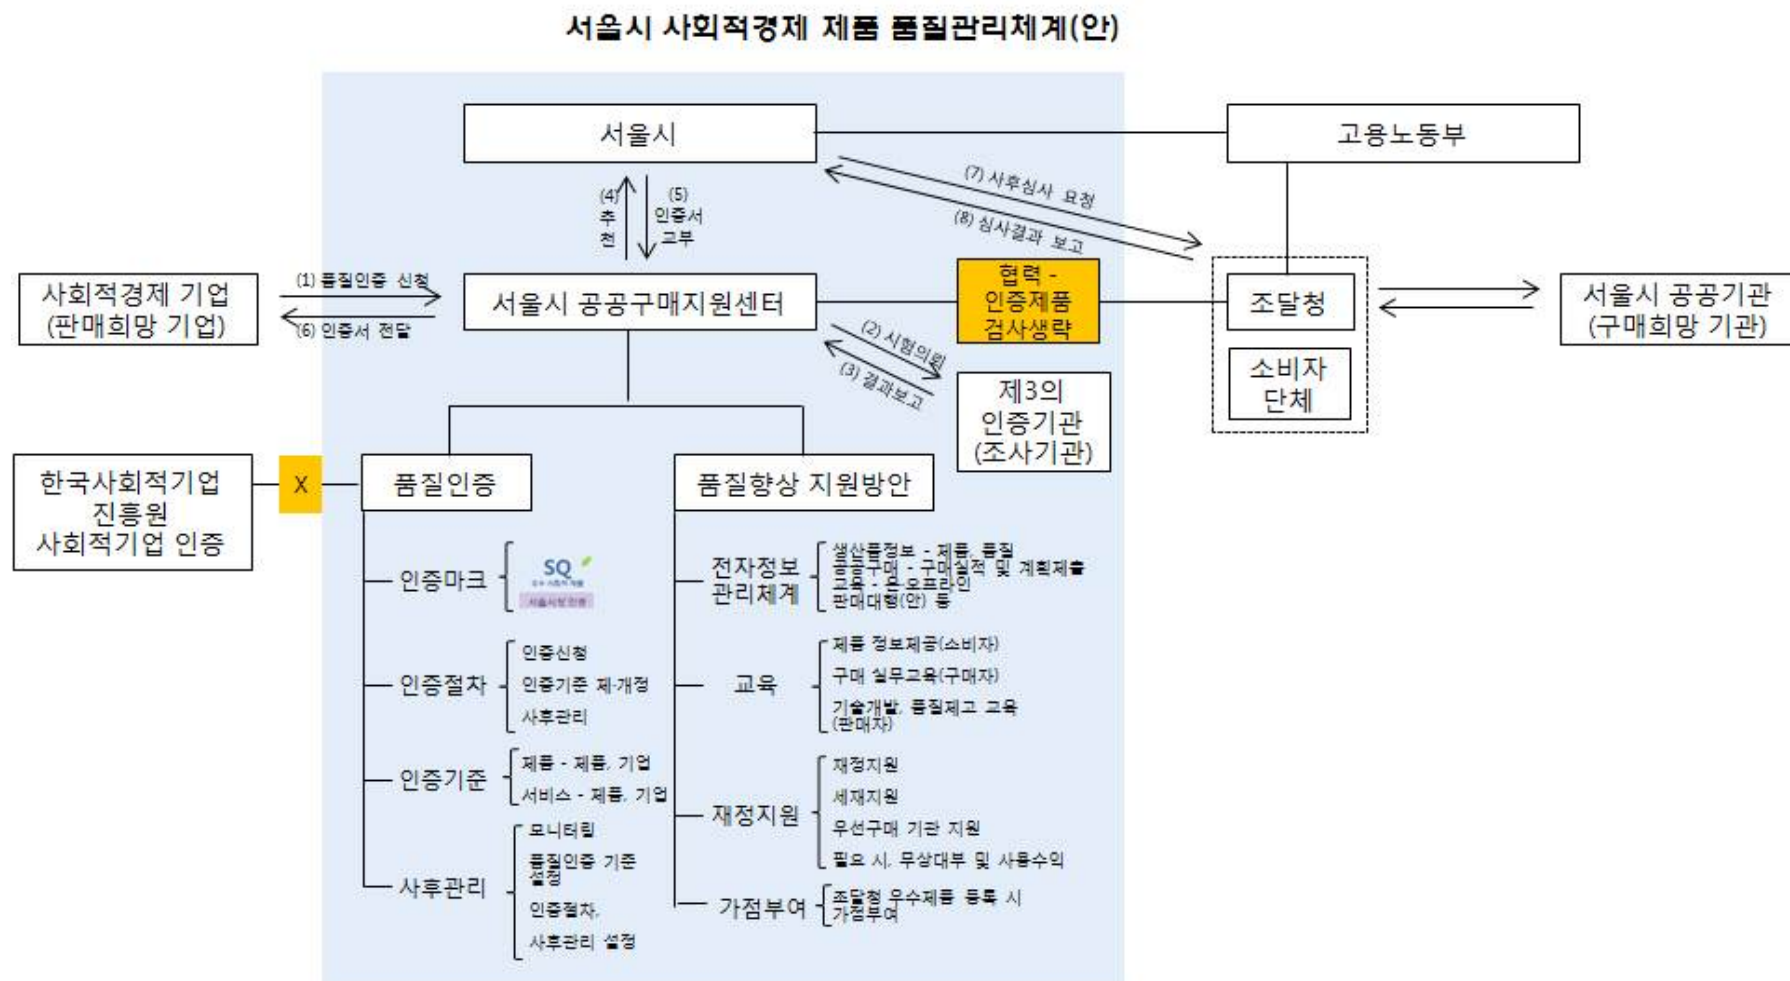 서울시 사회적경제 제품 품질관리체계(안)
서울시
고용노동부
(4)
추
천
(5)
인증서
교부
(7) 사후심사 요청
(8) 심사결과 보고
사회적경제 기업
(판매희망 기업)
(1) 품질인증 신청
(6) 인증서 전달
서울시 공공구매지원센터
협력 -
인증제품
검사생략
조달청
서울시 공공기관
(구매희망 기관)
(2) 시험의뢰
(3) 결과보고
제3의
인증기관
(조사기관)
소비자
단체
한국사회적기업
진흥원
사회적기업 인증
X
품질인증
품질향상 지원방안
인증마크
SQ
우수 사회적 제품
서울시장 인증
인증절차
인증신청
인증기준 제·개정
사후관리
인증기준
제품 - 제품, 기업
서비스 - 제품, 기업
사후관리
모니터링
품질인증 기준
설정
인증절차,
사후관리 설정
전자정보
관리체계
생산품정보 - 제품, 품질
공공구매 - 구매실적 및 계획제출
교육 - 온·오프라인
판매대행(안) 등
교육
제품 정보제공(소비자)
구매 실무교육(구매자)
기술개발, 품질제고 교육
(판매자)
재정지원
재정지원
세재지원
우선구매 기관 지원
필요 시, 무상대부 및 사용수익
가점부여
조달청 우수제품 등록 시
가점부여